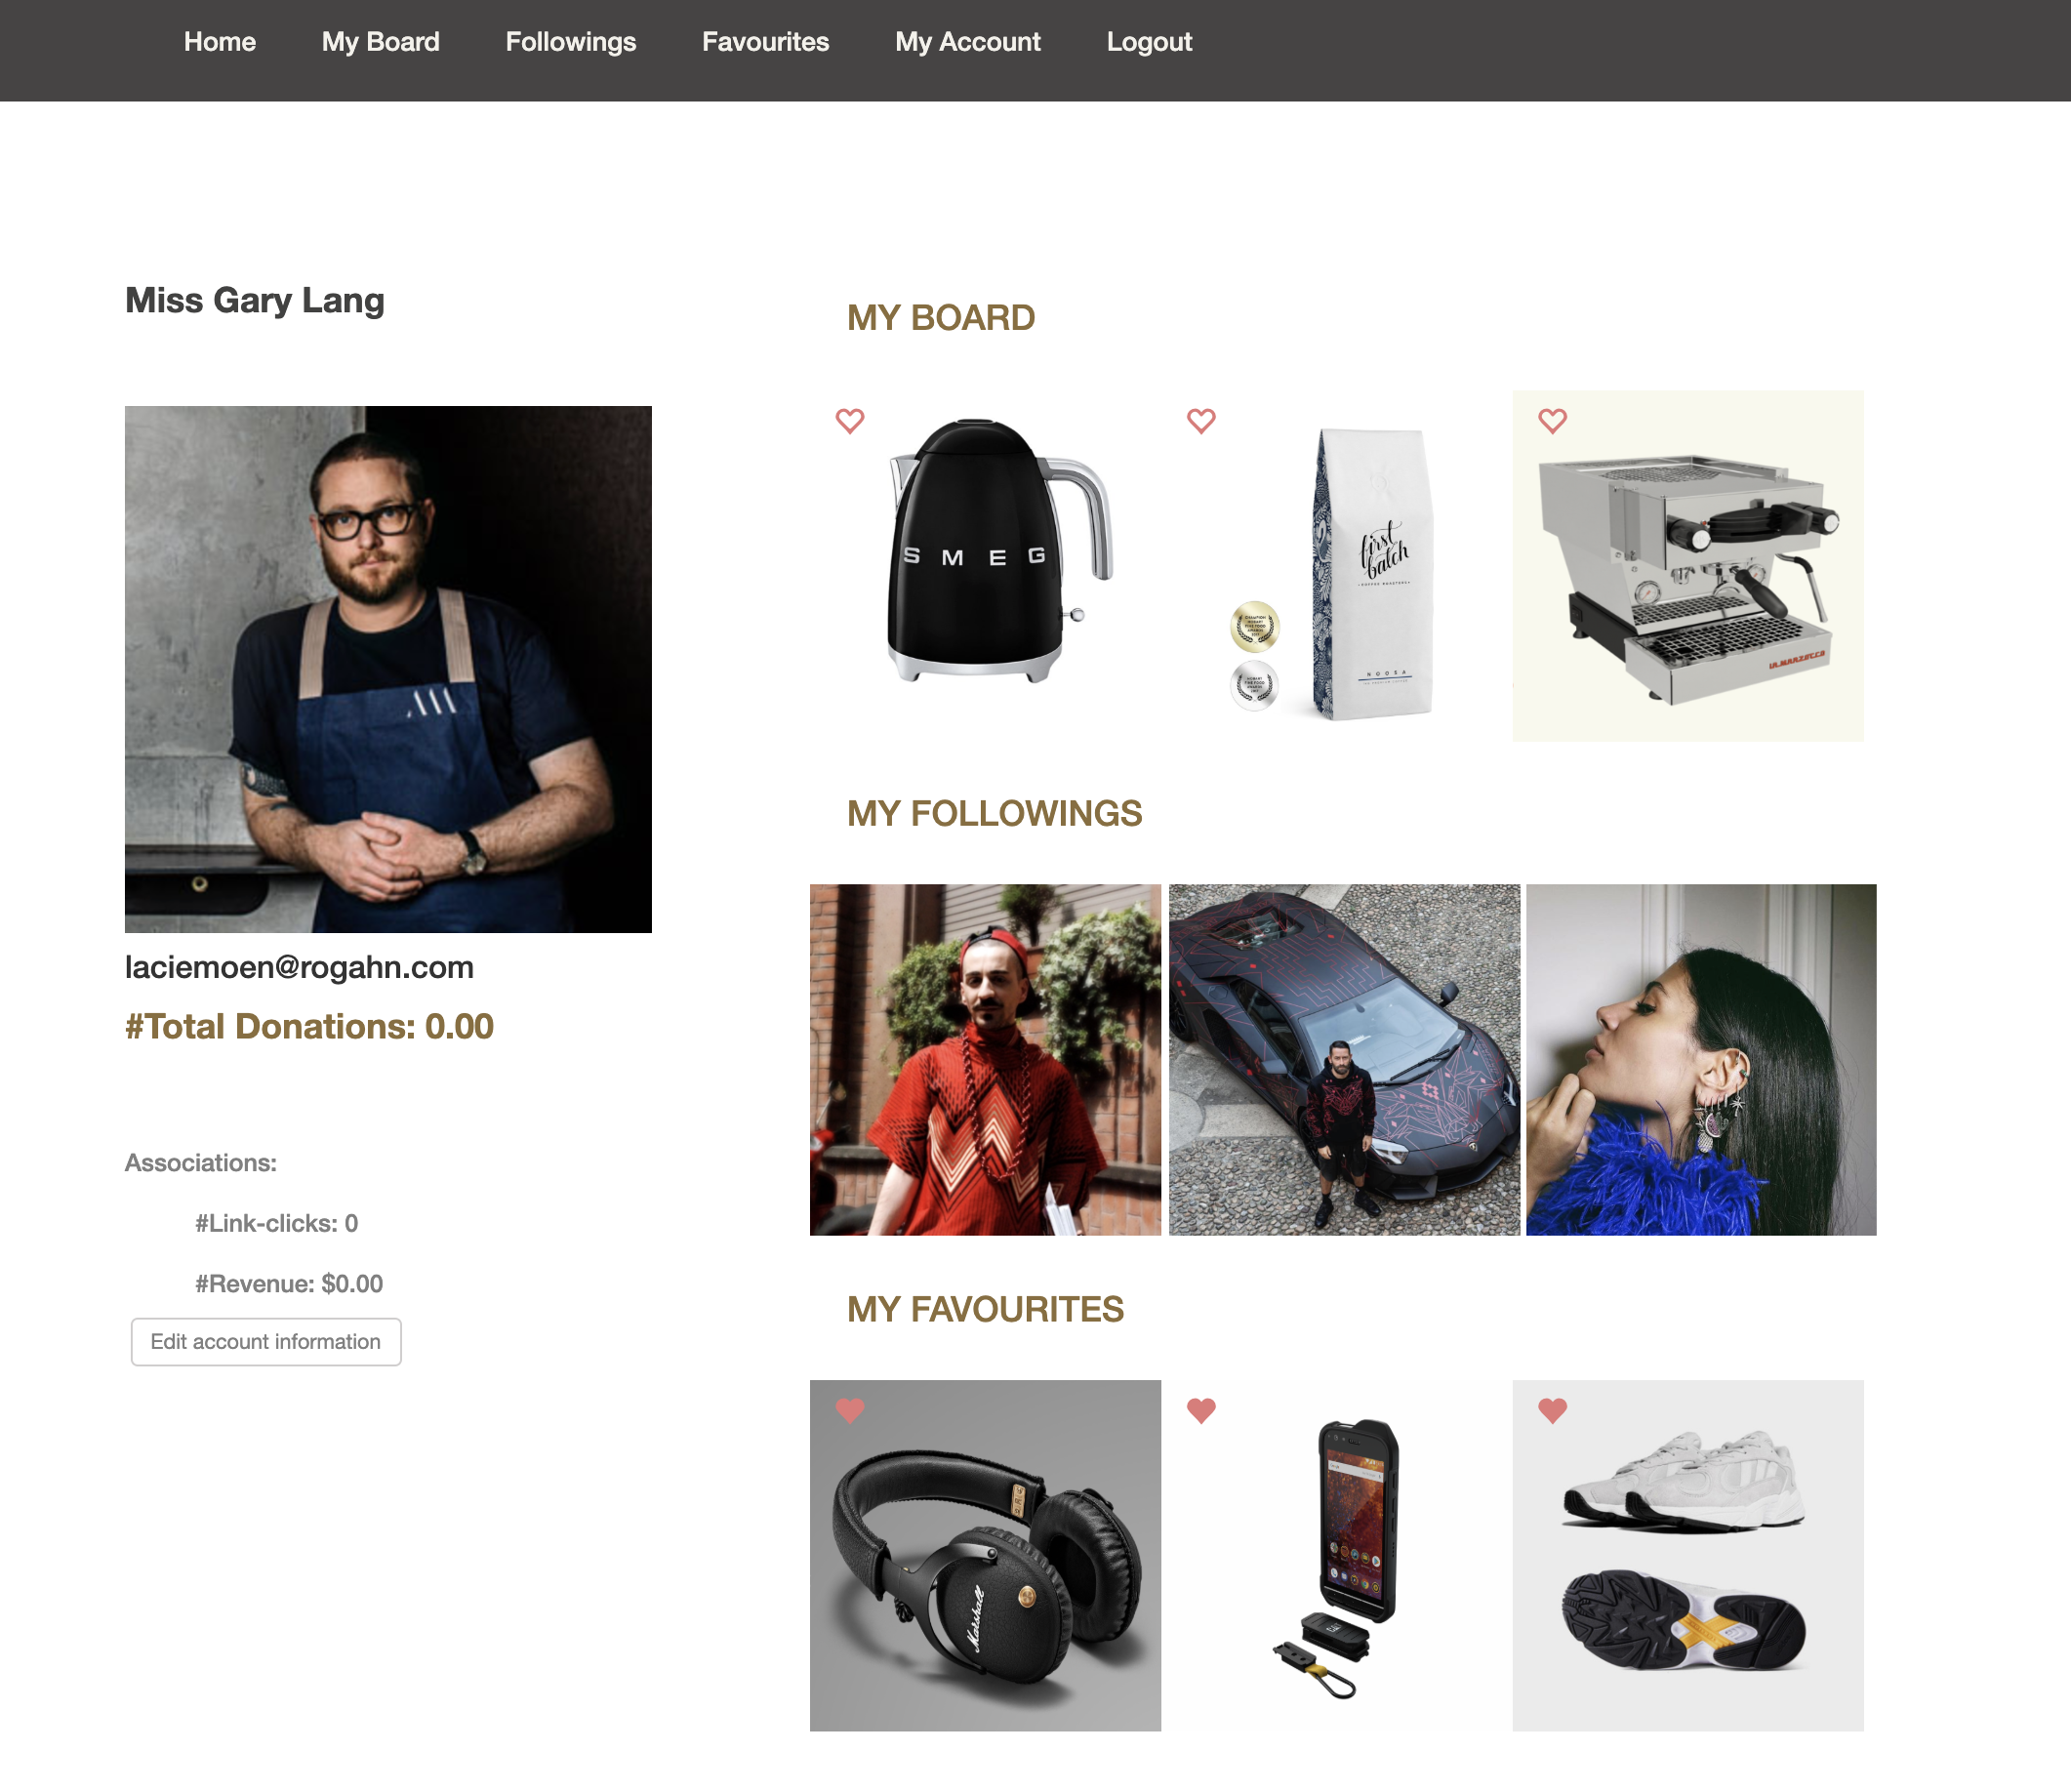 Home My Board Followings Favourites My Account Logout
Miss Gary Lang
laciemoen@rogahn.com
#Total Donations: 0.00
Associations:
#Link-clicks: 0
#Revenue: $0.00
Edit account information
MY BOARD
SMEG
first
batch
COFFEE ROASTERS
NOOSA
LA MARZOCCO
MY FOLLOWINGS
MY FAVOURITES
Marshall